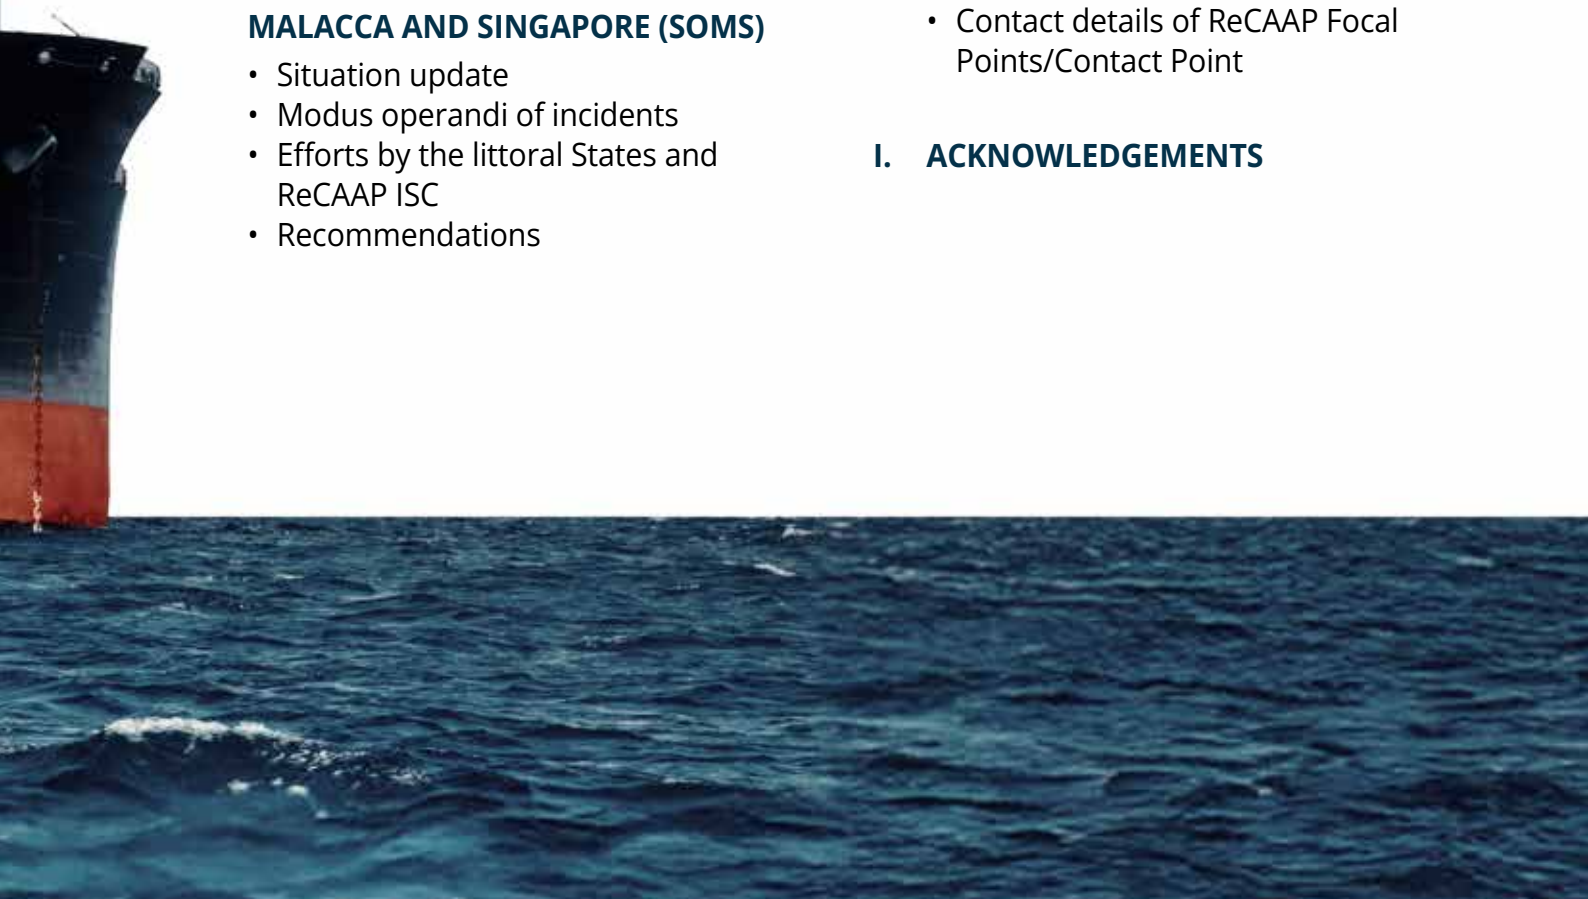 MALACCA AND SINGAPORE (SOMS)
• Situation update
• Modus operandi of incidents
• Efforts by the littoral States and
ReCAAP ISC
• Recommendations
• Contact details of ReCAAP Focal
Points/Contact Point
I. ACKNOWLEDGEMENTS